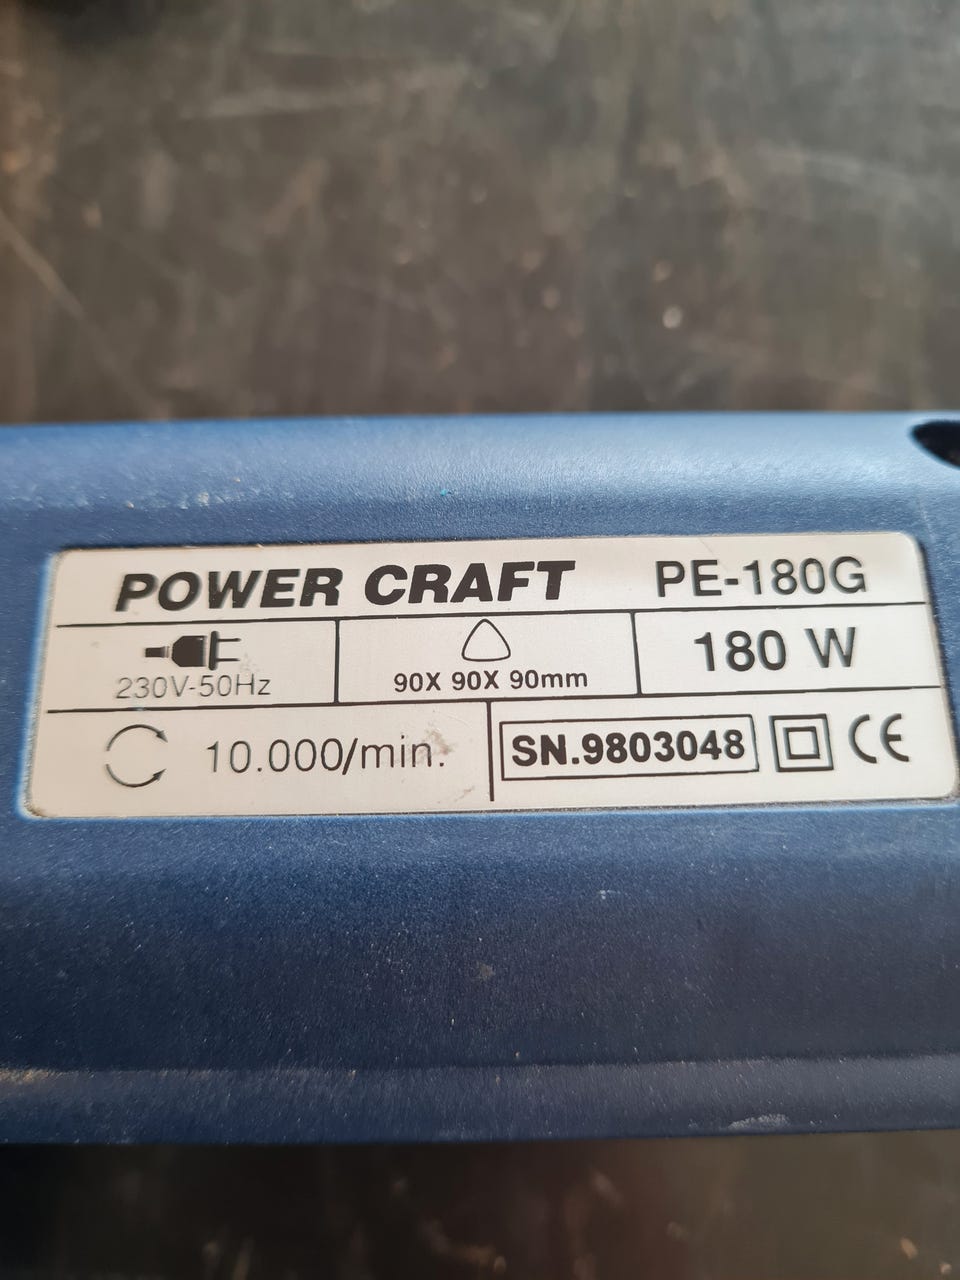 POWER CRAFT PE-180G
230V-50Hz
90X 90X 90mm
180 W
10.000/min.
SN.9803048
CE